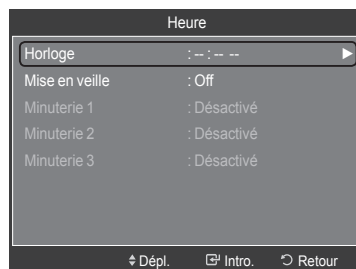 Heure
Horloge : -- : -- --
Mise en veille : Off
Minuterie 1 : Désactivé
Minuterie 2 : Désactivé
Minuterie 3 : Désactivé
Dépl. Intro. Retour